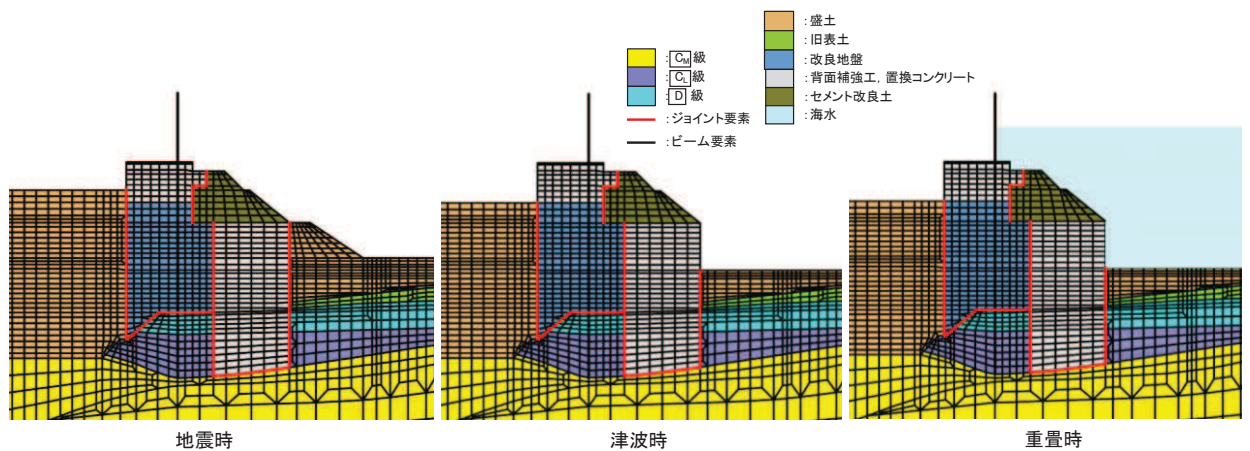 :盛土
:旧表土
:改良地盤
:背面補強工,置換コンクリート
:セメント改良土
:海水
:CM級
:CL級
:D級
:ジョイント要素
:ビーム要素
地震時
津波時
重畳時